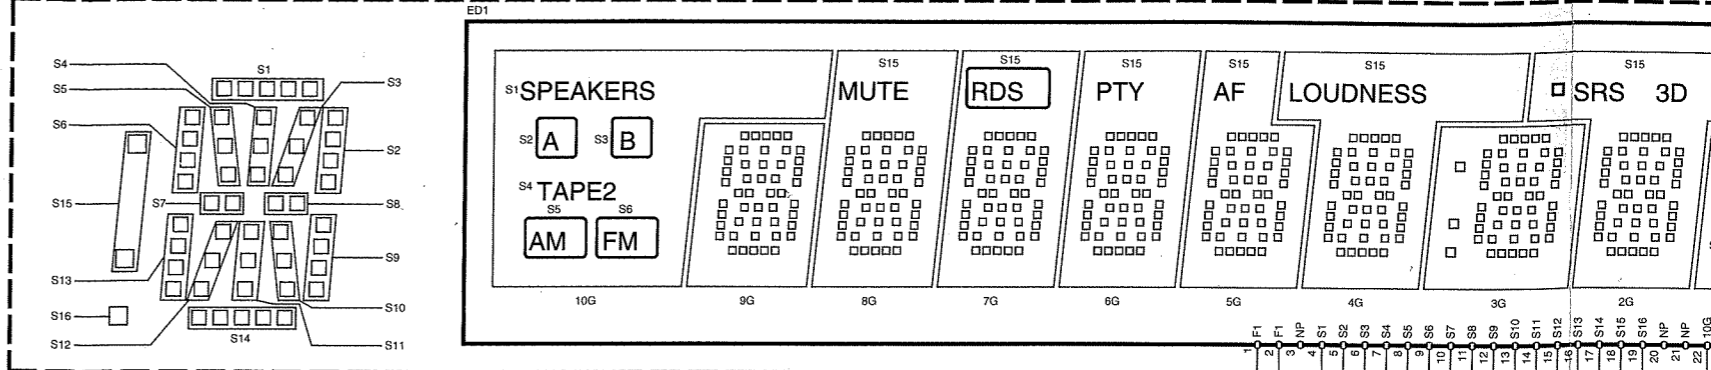 ED1
S4
S5
S6
S1
S3
S2
S15
S7
S8
S13
S9
S16
S12
S14
S10
S11
S15
S15
S15
S15
S15
S15
S1 SPEAKERS
MUTE
RDS
PTY
AF
LOUDNESS
SRS 3D
S2 A
S3 B
S4 TAPE2
S5
S6
AM
FM
10G
9G
8G
7G
6G
5G
4G
3G
2G
F1
F1
NP
S1
S2
S3
S4
S5
S6
S7
S8
S9
S10
S11
S12
S13
S14
S15
S16
NP
NP
10G
1
2
3
4
5
6
7
8
9
10
11
12
13
14
15
16
17
18
19
20
21
22